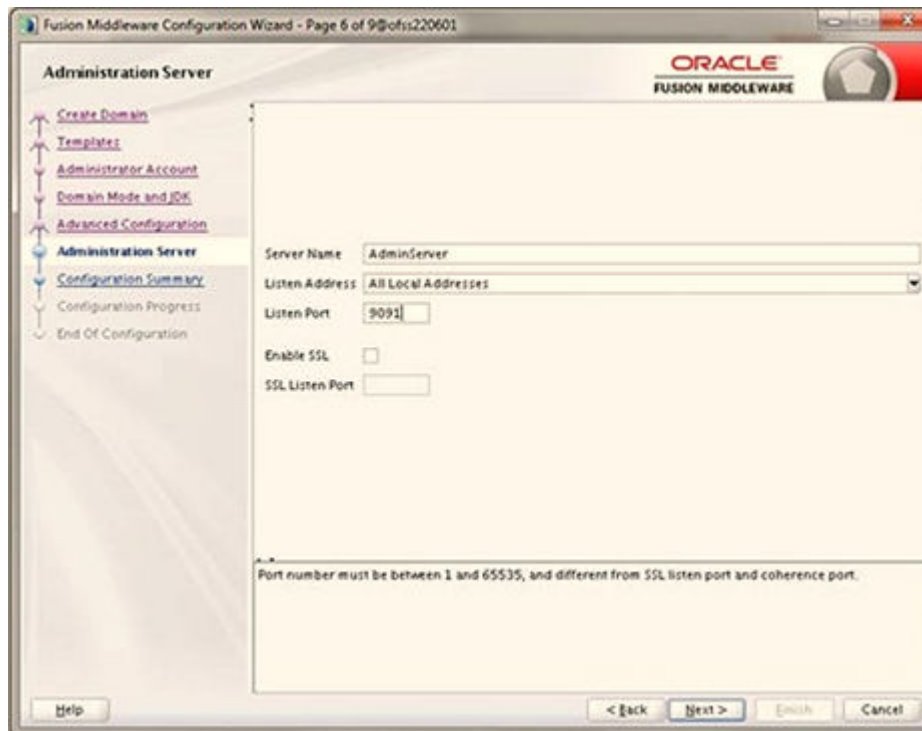 Fusion Middleware Configuration Wizard - Page 6 of 9@ofss220601
Administration Server
ORACLE
FUSION MIDDLEWARE
Create Domain
Templates
Administrator Account
Domain Mode and JDK
Advanced Configuration
Administration Server
Configuration Summary
Configuration Progress
End Of Configuration
Server Name AdminServer
Listen Address All Local Addresses
Listen Port 9091
Enable SSL
SSL Listen Port
Port number must be between 1 and 65535, and different from SSL listen port and coherence port.
Help < Back Next > Finish Cancel